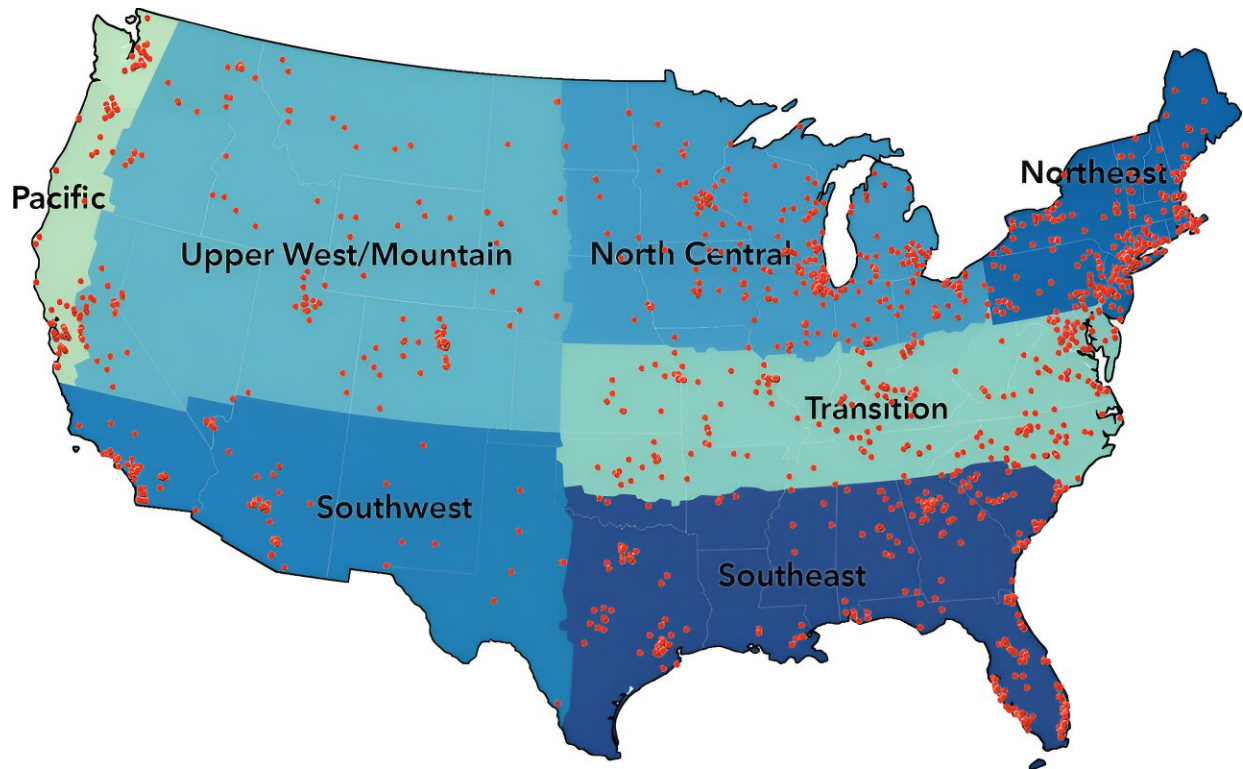 Pacific
Northeast
Upper West/Mountain
North Central
Transition
Southwest
Southeast